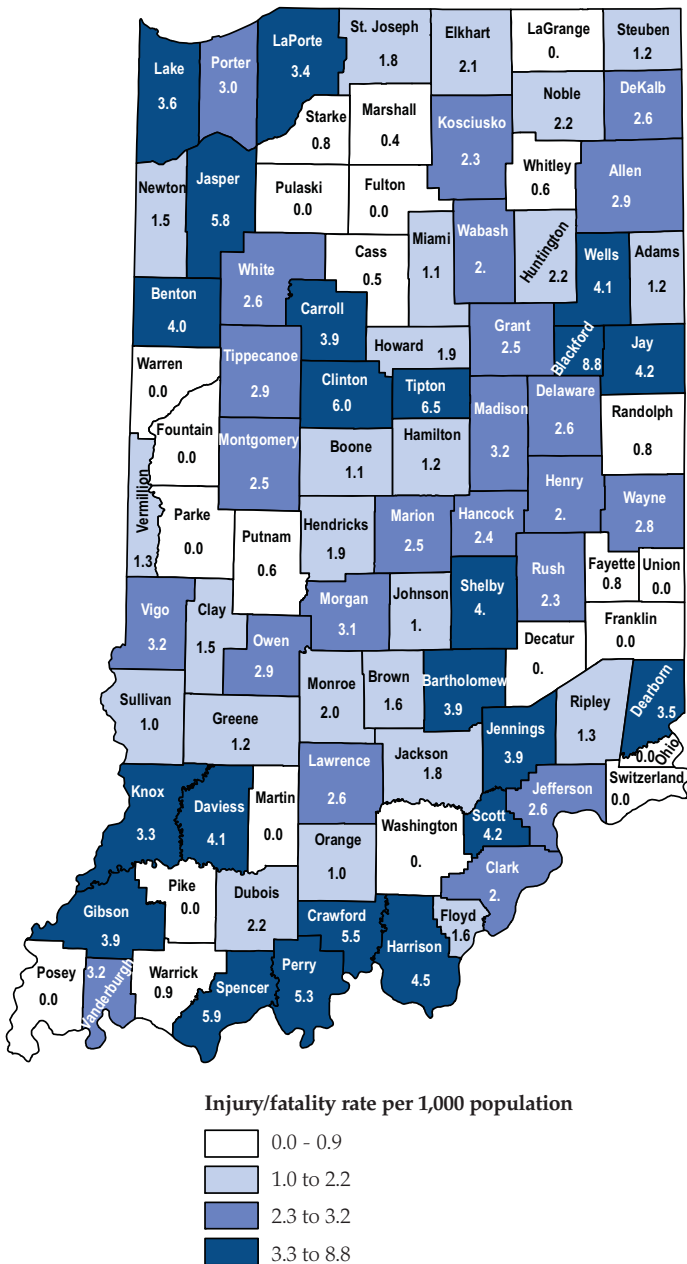 St. Joseph
1.8
Elkhart
2.1
LaGrange
0.
Steuben
1.2
Lake
3.6
Porter
3.0
LaPorte
3.4
Noble
2.2
DeKalb
2.6
Starke
0.8
Marshall
0.4
Kosciusko
2.3
Whitley
0.6
Allen
2.9
Newton
1.5
Jasper
5.8
Pulaski
0.0
Fulton
0.0
White
2.6
Cass
0.5
Miami
1.1
Wabash
2.
Huntington
2.2
Wells
4.1
Adams
1.2
Benton
4.0
Carroll
3.9
Howard 1.9
Grant
2.5
Blackford
8.8
Jay
4.2
Warren
0.0
Tippecanoe
2.9
Clinton
6.0
Tipton
6.5
Madison
3.2
Delaware
2.6
Randolph
0.8
Fountain
0.0
Montgomery
2.5
Boone
1.1
Hamilton
1.2
Henry
2.
Wayne
2.8
Vermillion
1.3
Parke
0.0
Putnam
0.6
Hendricks
1.9
Marion
2.5
Hancock
2.4
Rush
2.3
Fayette
0.8
Union
0.0
Vigo
3.2
Clay
1.5
Owen
2.9
Morgan
3.1
Johnson
1.
Shelby
4.
Decatur
0.
Franklin
0.0
Sullivan
1.0
Greene
1.2
Monroe
2.0
Brown
1.6
Bartholomew
3.9
Jennings
3.9
Ripley
1.3
Dearborn
3.5
0.0 Ohio
Knox
3.3
Daviess
4.1
Martin
0.0
Lawrence
2.6
Jackson
1.8
Jefferson
2.6
Switzerland
0.0
Orange
1.0
Washington
0.
Scott
4.2
Clark
2.
Gibson
3.9
Pike
0.0
Dubois
2.2
Crawford
5.5
Harrison
4.5
Floyd
1.6
Posey
0.0
3.2
Vanderburgh
Warrick
0.9
Spencer
5.9
Perry
5.3
Injury/fatality rate per 1,000 population
0.0 - 0.9
1.0 to 2.2
2.3 to 3.2
3.3 to 8.8